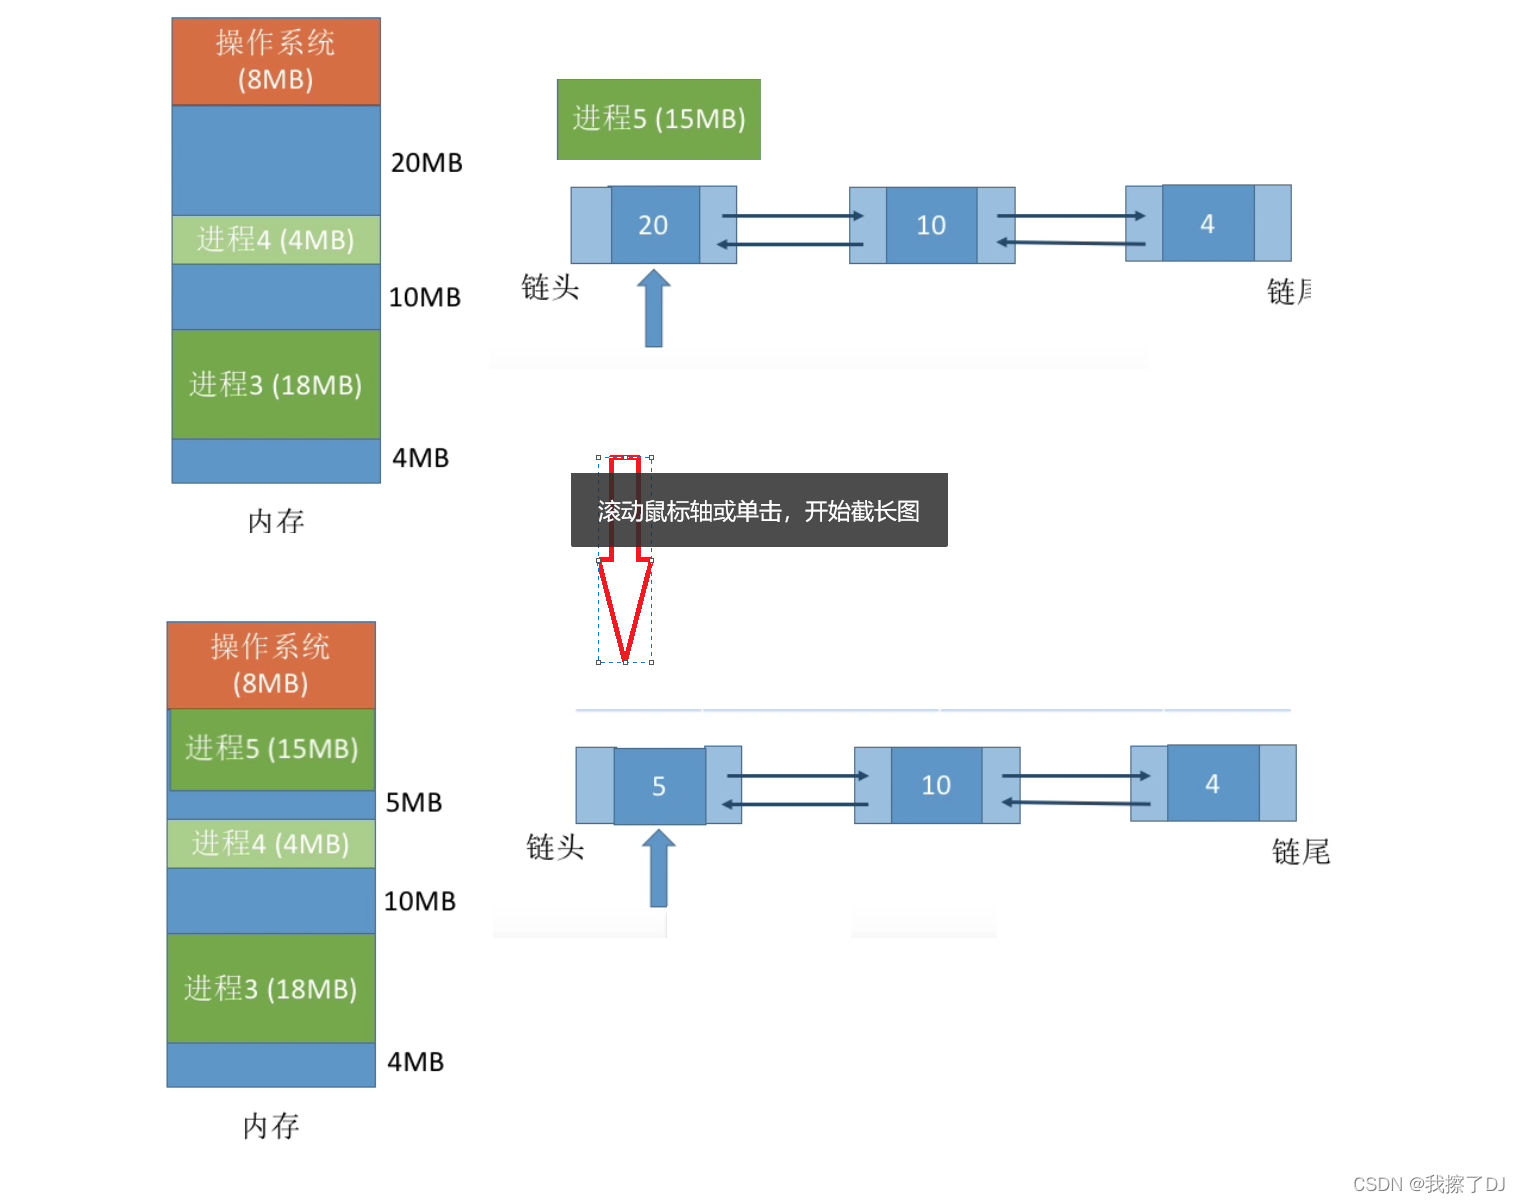 操作系统
(8MB)
20MB
进程4 (4MB)
10MB
进程3 (18MB)
4MB
内存
进程5 (15MB)
20
10
4
链头
链尾
滚动鼠标轴或单击，开始截长图
操作系统
(8MB)
进程5 (15MB)
5MB
进程4 (4MB)
10MB
进程3 (18MB)
4MB
内存
5
10
4
链头
链尾
CSDN @我擦了DJ